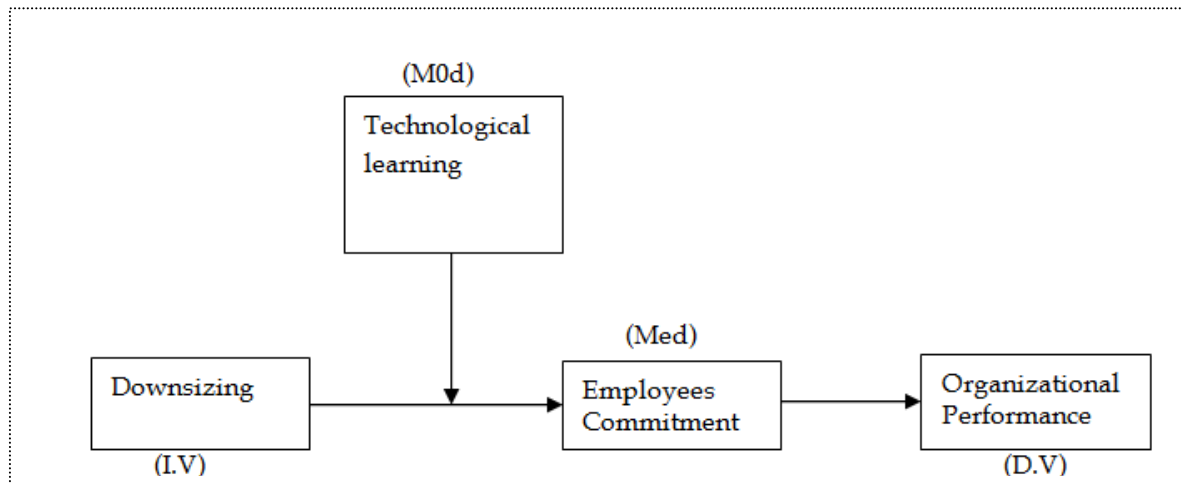 (M0d)
Technological
learning
(Med)
Downsizing
Employees
Commitment
Organizational
Performance
(I.V)
(D.V)